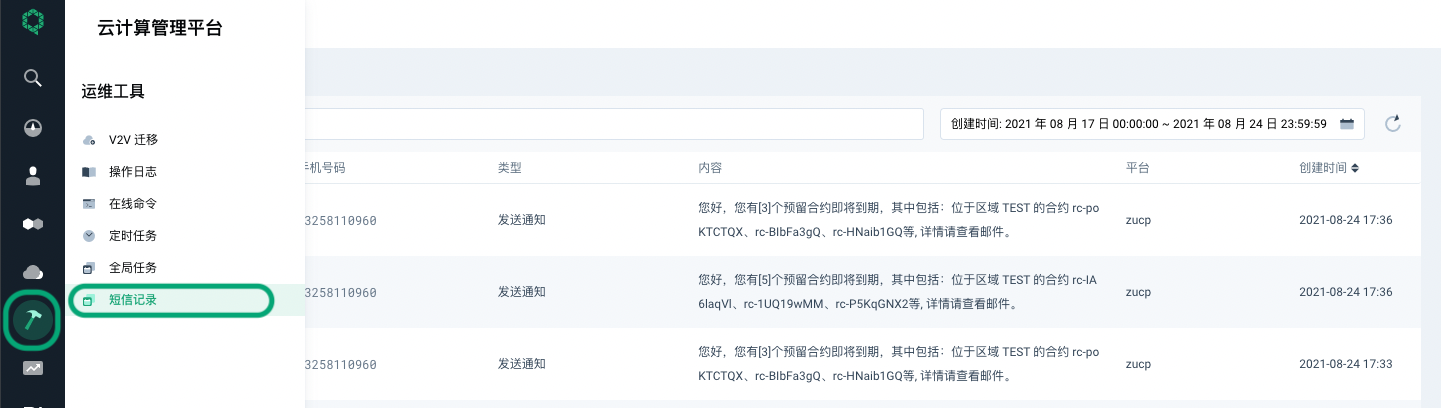 云计算管理平台
运维工具
V2V 迁移
操作日志
在线命令
定时任务
全局任务
短信记录
创建时间: 2021 年 08 月 17 日 00:00:00 ~ 2021 年 08 月 24 日 23:59:59
机号码 类型 内容 平台 创建时间
3258110960 发送通知 您好，您有[3]个预留合约即将到期，其中包括：位于区域 TEST 的合约 rc-po
KTCTQX、rc-BIbFa3gQ、rc-HNaib1GQ等, 详情请查看邮件。 zucp 2021-08-24 17:36
3258110960 发送通知 您好，您有[5]个预留合约即将到期，其中包括：位于区域 TEST 的合约 rc-IA
6IaqVl、rc-1UQ19wMM、rc-P5KqGNX2等, 详情请查看邮件。 zucp 2021-08-24 17:36
3258110960 发送通知 您好，您有[3]个预留合约即将到期，其中包括：位于区域 TEST 的合约 rc-po
KTCTQX、rc-BIbFa3gQ、rc-HNaib1GQ等, 详情请查看邮件。 zucp 2021-08-24 17:33